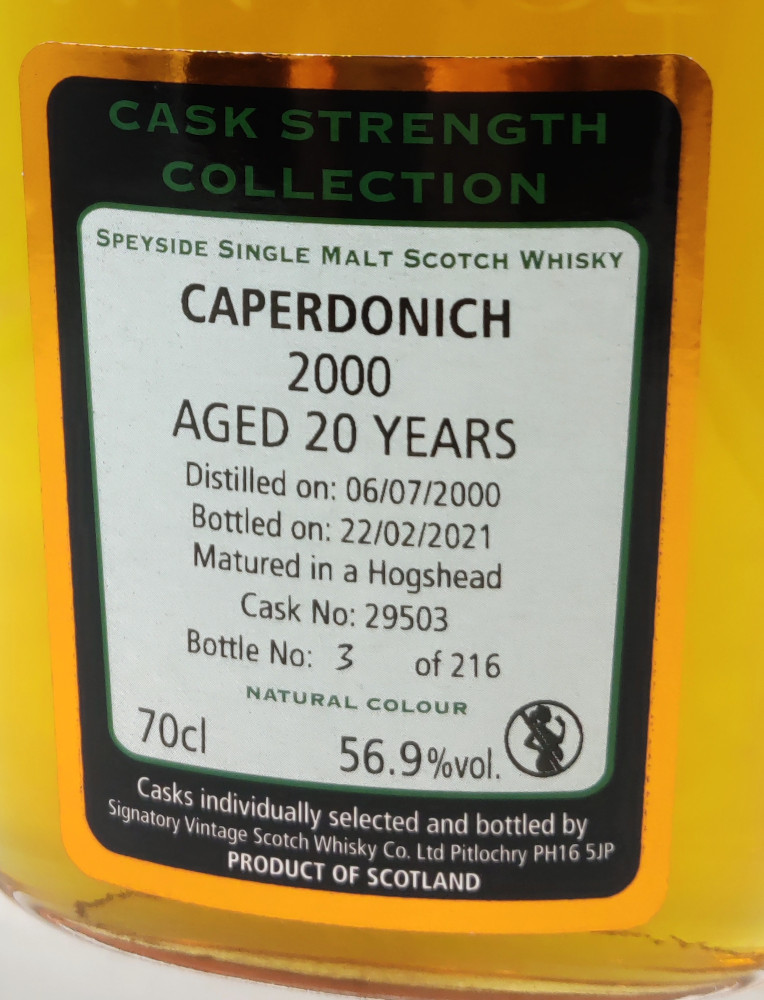 CASK STRENGTH
COLLECTION
SPEYSIDE SINGLE MALT SCOTCH WHISKY
CAPERDONICH
2000
AGED 20 YEARS
Distilled on: 06/07/2000
Bottled on: 22/02/2021
Matured in a Hogshead
Cask No: 29503
Bottle No: 3 of 216
NATURAL COLOUR
70cl 56.9%vol.
Casks individually selected and bottled by
Signatory Vintage Scotch Whisky Co. Ltd Pitlochry PH16 5JP
PRODUCT OF SCOTLAND